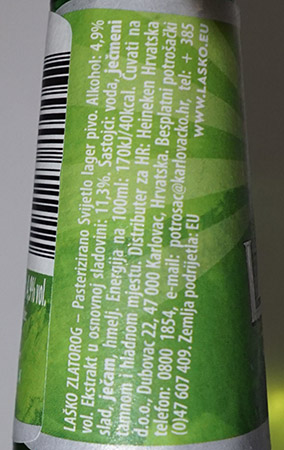 LAŠKO ZLATOROG – Pasterizirano Svijetlo lager pivo. Alkohol: 4,9%
vol. Ekstrakt u osnovnoj sladovini: 11,3%. Sastojci: voda, ječmeni
slad, ječam, hmelj. Energija na 100ml: 170kJ/40kcal. Čuvati na
tamnom i hladnom mjestu. Distributer za HR: Heineken Hrvatska
d.o.o. Dubovac 22, 47 000 Karlovac, Hrvatska. Besplatni potrošački
telefon: 0800 1854, e-mail: potrosac@karlovacko.hr, tel: + 385
(0)47 607 409. Zemlja podrijetla: EU
WWW.LASKO.EU
4,9% vol.